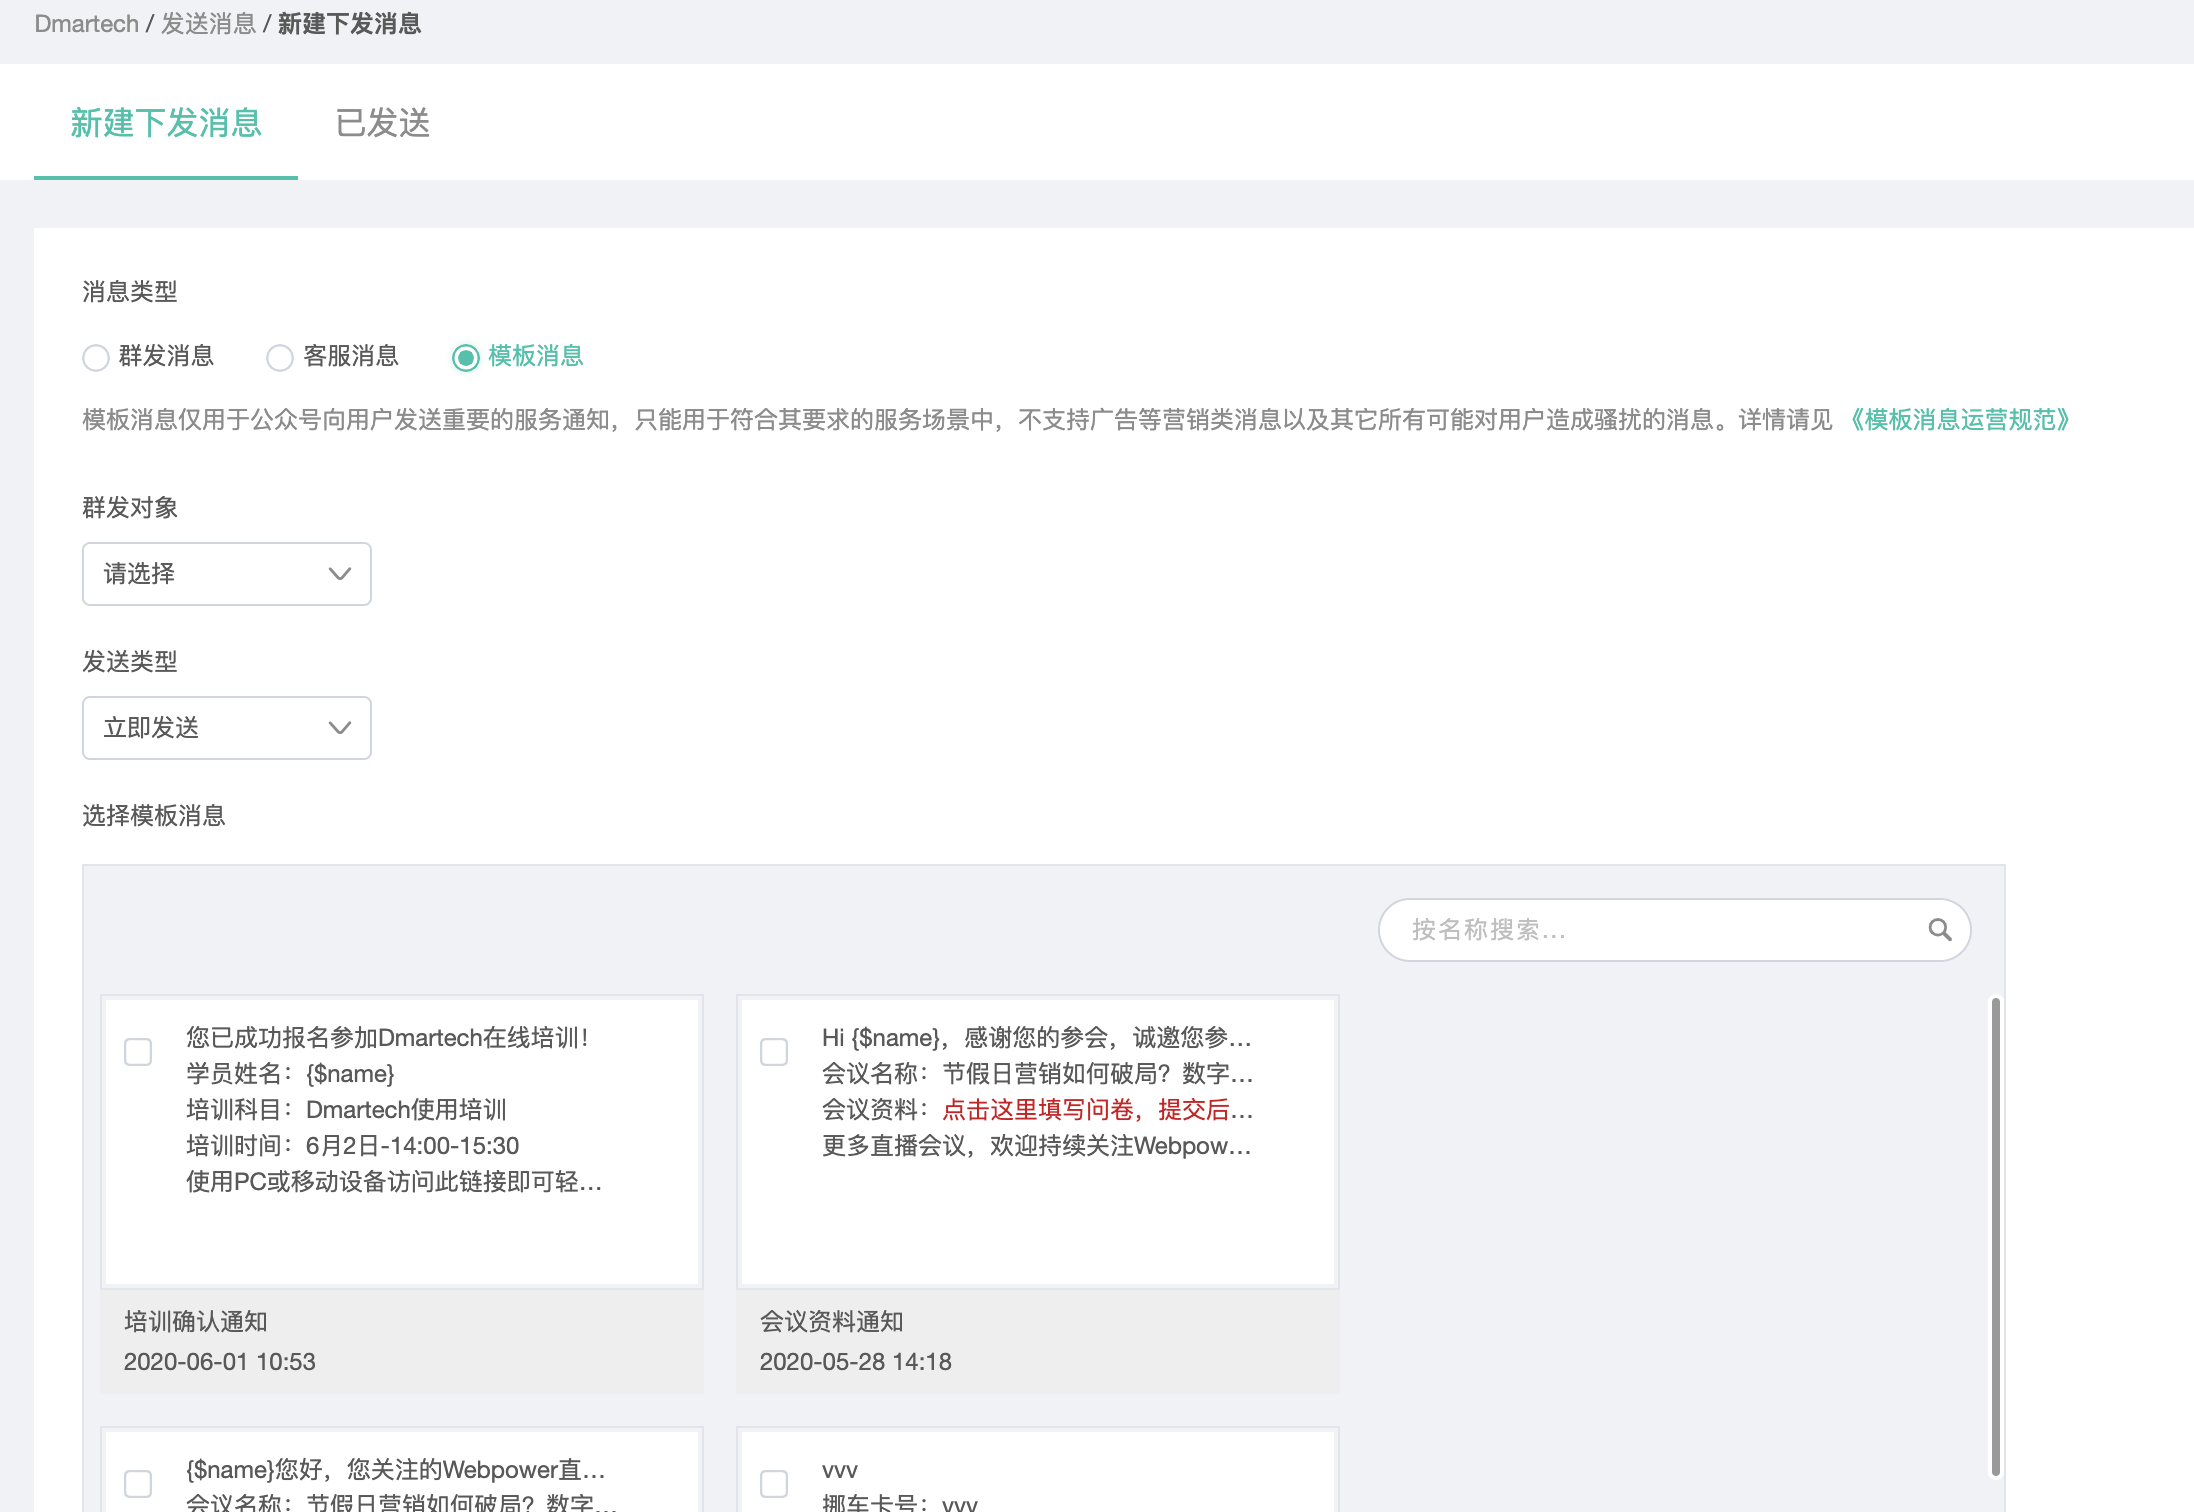 Dmartech / 发送消息 / 新建下发消息
新建下发消息 已发送
消息类型
群发消息 客服消息 模板消息
模板消息仅用于公众号向用户发送重要的服务通知，只能用于符合其要求的服务场景中，不支持广告等营销类消息以及其它所有可能对用户造成骚扰的消息。详情请见 《模板消息运营规范》
群发对象
请选择
发送类型
立即发送
选择模板消息
按名称搜索...
您已成功报名参加Dmartech在线培训！
学员姓名：{$name}
培训科目：Dmartech使用培训
培训时间：6月2日-14:00-15:30
使用PC或移动设备访问此链接即可轻...
培训确认通知
2020-06-01 10:53
Hi {$name}，感谢您的参会，诚邀您参...
会议名称：节假日营销如何破局？数字...
会议资料：点击这里填写问卷，提交后...
更多直播会议，欢迎持续关注Webpow...
会议资料通知
2020-05-28 14:18
{$name}您好，您关注的Webpower直...
会议名称：节假日营销如何破局？数字...
vvv
挪车卡号：vvv